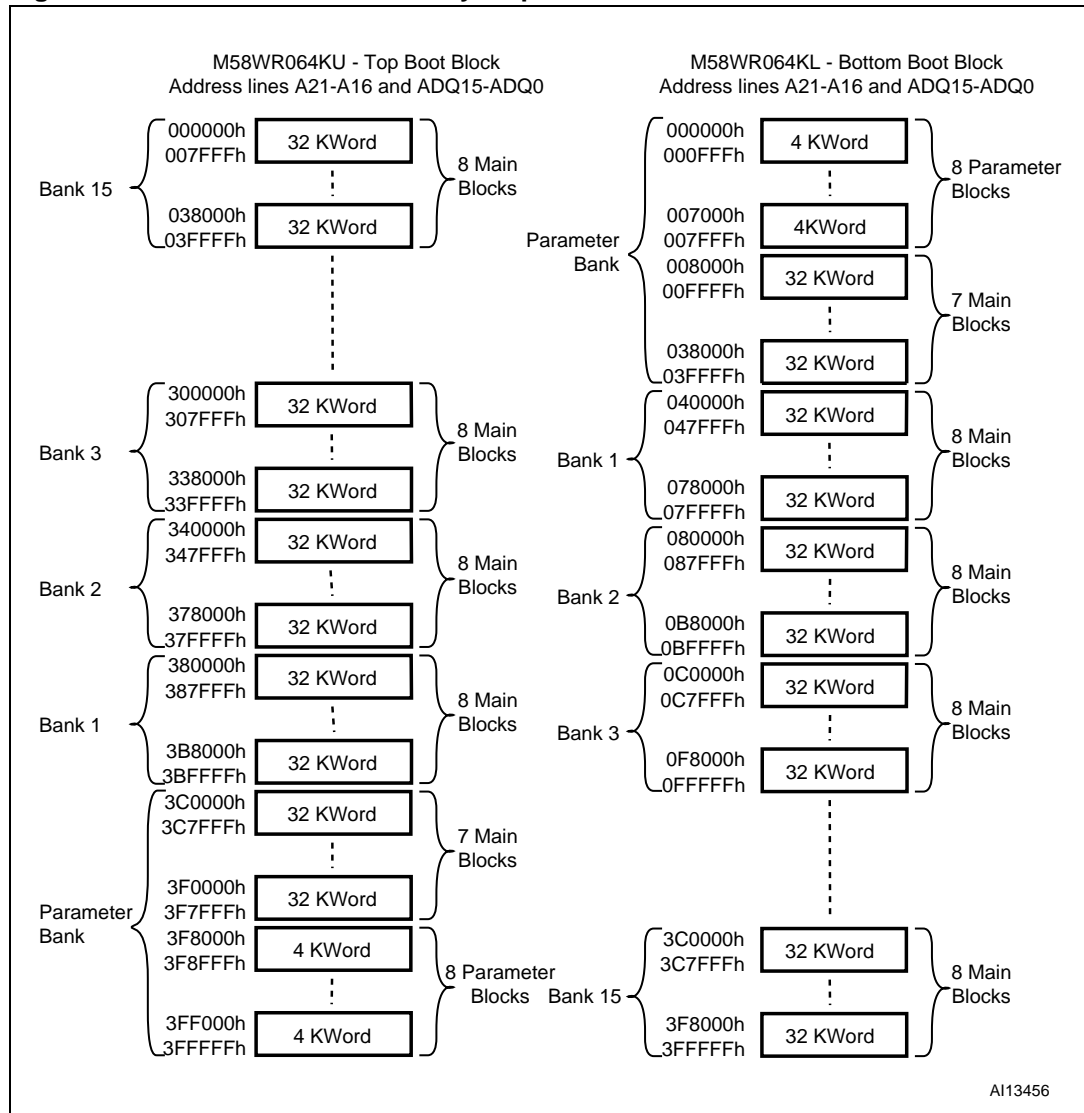 M58WR064KU - Top Boot Block
Address lines A21-A16 and ADQ15-ADQ0
000000h
007FFFh
32 KWord
8 Main
Blocks
Bank 15
038000h
03FFFFh
32 KWord
300000h
307FFFh
32 KWord
8 Main
Blocks
Bank 3
338000h
33FFFFh
32 KWord
340000h
347FFFh
32 KWord
8 Main
Blocks
Bank 2
378000h
37FFFFh
32 KWord
380000h
387FFFh
32 KWord
8 Main
Blocks
Bank 1
3B8000h
3BFFFFh
32 KWord
3C0000h
3C7FFFh
32 KWord
7 Main
Blocks
3F0000h
3F7FFFh
32 KWord
Parameter
Bank
3F8000h
3F8FFFh
4 KWord
8 Parameter
Blocks
3FF000h
3FFFFFh
4 KWord
M58WR064KL - Bottom Boot Block
Address lines A21-A16 and ADQ15-ADQ0
000000h
000FFFh
4 KWord
8 Parameter
Blocks
007000h
007FFFh
4KWord
Parameter
Bank
008000h
00FFFFh
32 KWord
7 Main
Blocks
038000h
03FFFFh
32 KWord
040000h
047FFFh
32 KWord
8 Main
Blocks
Bank 1
078000h
07FFFFh
32 KWord
080000h
087FFFh
32 KWord
8 Main
Blocks
Bank 2
0B8000h
0BFFFFh
32 KWord
0C0000h
0C7FFFh
32 KWord
8 Main
Blocks
Bank 3
0F8000h
0FFFFFh
32 KWord
3C0000h
3C7FFFh
32 KWord
8 Main
Blocks
Bank 15
3F8000h
3FFFFFh
32 KWord
AI13456